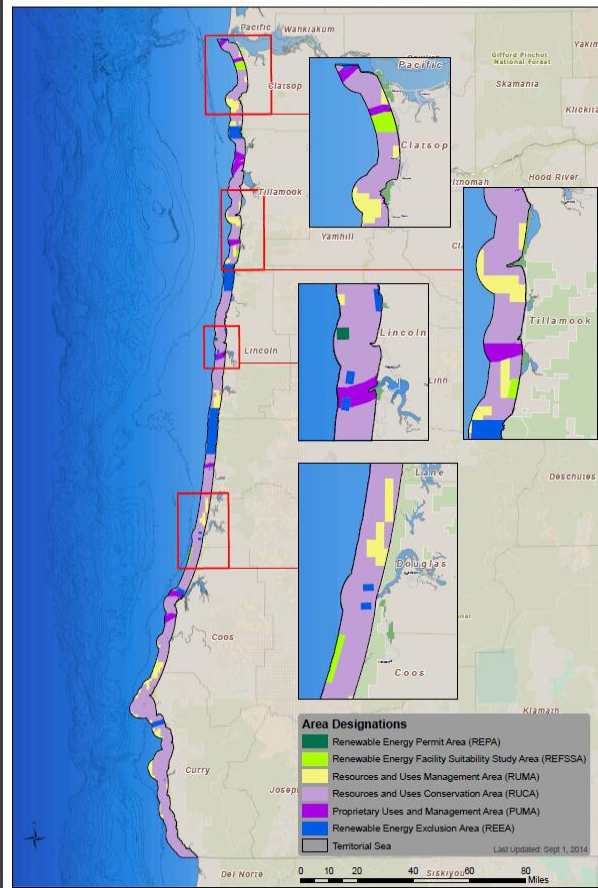 Pacific
Wahkiakum
Pacific
Gifford Pinchot
National Forest
Skamania
Clatsop
Clatsop
Hood River
Tillamook
Yamhill
Tillamook
Lincoln
Lincoln
Linn
Lane
Deschutes
Douglas
Coos
Coos
Klamath
Curry
Area Designations
Renewable Energy Permit Area (REPA)
Renewable Energy Facility Suitability Study Area (REFSSA)
Resources and Uses Management Area (RUMA)
Resources and Uses Conservation Area (RUCA)
Proprietary Uses and Management Area (PUMA)
Renewable Energy Exclusion Area (REEA)
Territorial Sea
Last Updated: Sept 1, 2014
Del Norte
Siskiyou
0 10 20 40 60 80
Miles